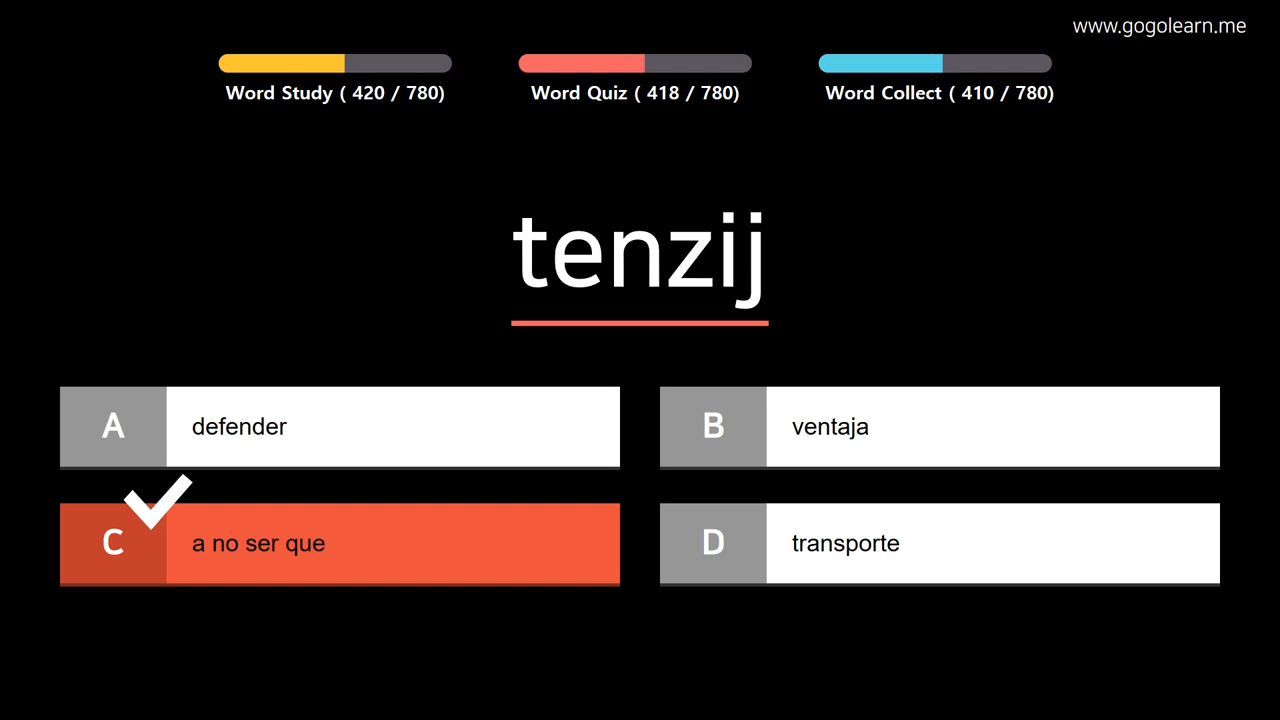 www.gogolearn.me
Word Study ( 420 / 780)
Word Quiz ( 418 / 780)
Word Collect ( 410 / 780)
tenzij
A defender
B ventaja
C a no ser que
D transporte